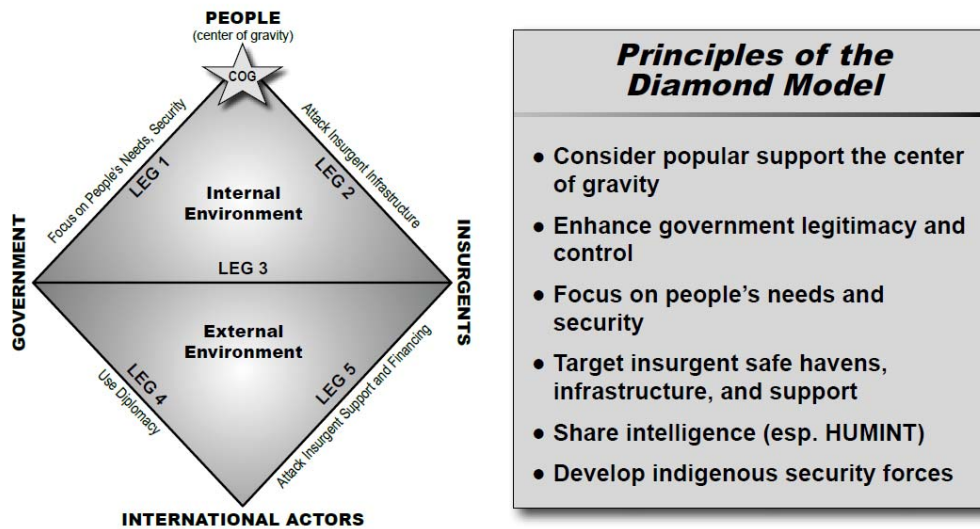 PEOPLE
(center of gravity)
COG
Focus on People's Needs, Security
LEG 1
Attack Insurgent Infrastructure
LEG 2
Internal
Environment
GOVERNMENT
LEG 3
INSURGENTS
External
Environment
LEG 4
Use Diplomacy
LEG 5
Attack Insurgent Support and Financing
INTERNATIONAL ACTORS
Principles of the
Diamond Model
● Consider popular support the center
of gravity
● Enhance government legitimacy and
control
● Focus on people's needs and
security
● Target insurgent safe havens,
infrastructure, and support
● Share intelligence (esp. HUMINT)
● Develop indigenous security forces